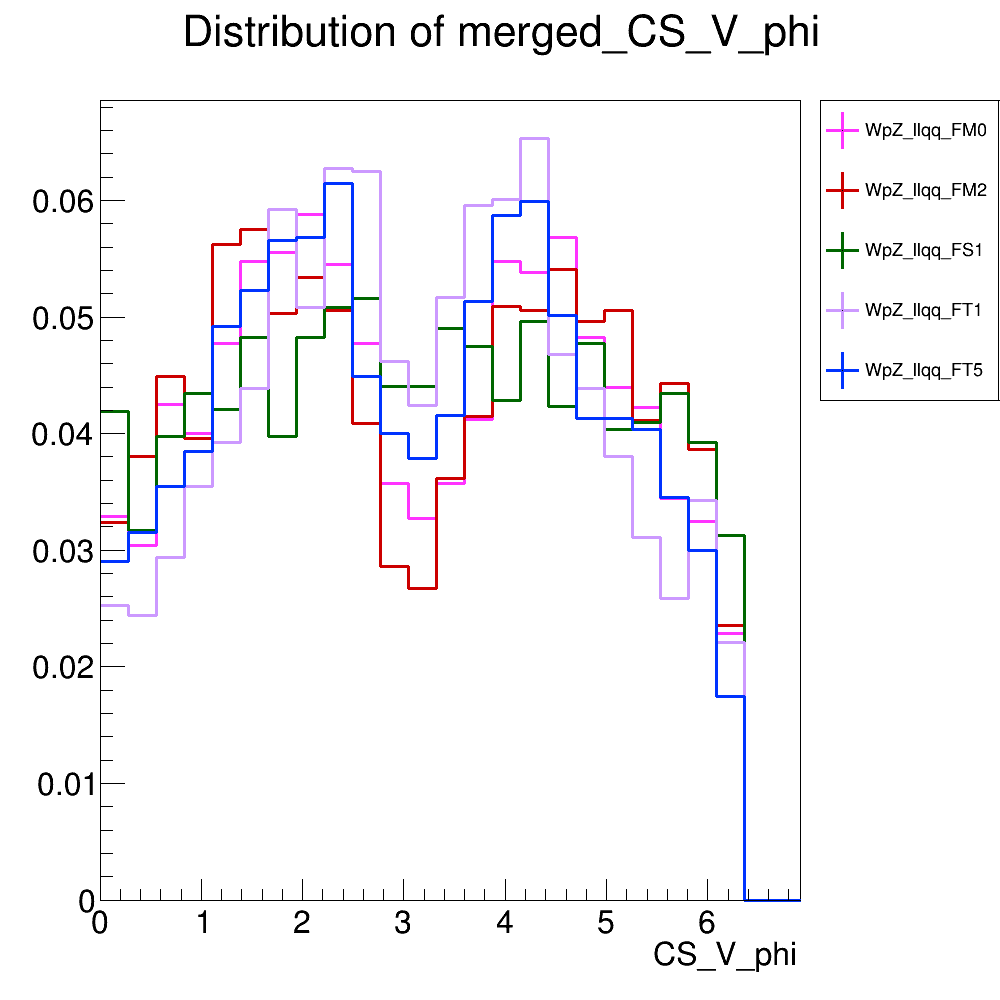 Distribution of merged_CS_V_phi
WpZ_llqq_FM0
WpZ_llqq_FM2
WpZ_llqq_FS1
WpZ_llqq_FT1
WpZ_llqq_FT5
0.06
0.05
0.04
0.03
0.02
0.01
0
0 1 2 3 4 5 6
CS_V_phi